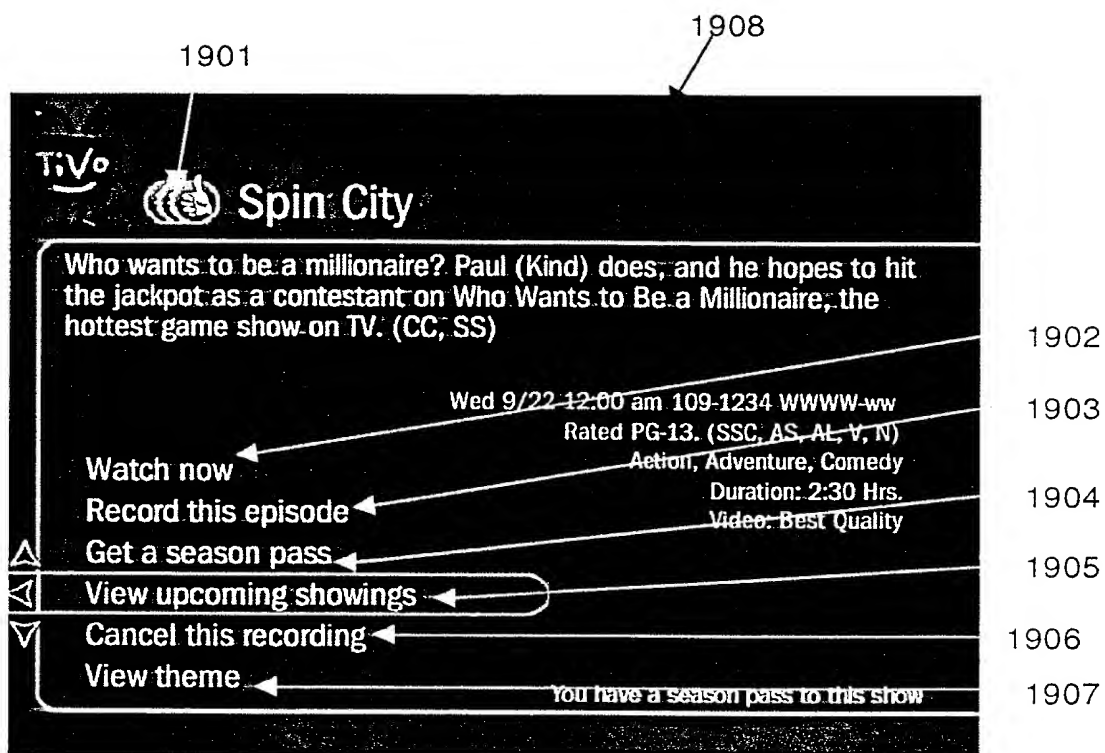 1908
1901
TiVo
Spin City
Who wants to be a millionaire? Paul (Kind) does, and he hopes to hit
the jackpot as a contestant on Who Wants to Be a Millionaire, the
hottest game show on TV. (CC, SS)
1902
Wed 9/22 12:00 am 109-1234 WWWW-ww
1903
Rated PG-13. (SSC, AS, AL, V, N)
Action, Adventure, Comedy
Watch now
Duration: 2:30 Hrs.
1904
Record this episode
Video: Best Quality
Get a season pass
1905
View upcoming showings
Cancel this recording
1906
View theme
You have a season pass to this show
1907